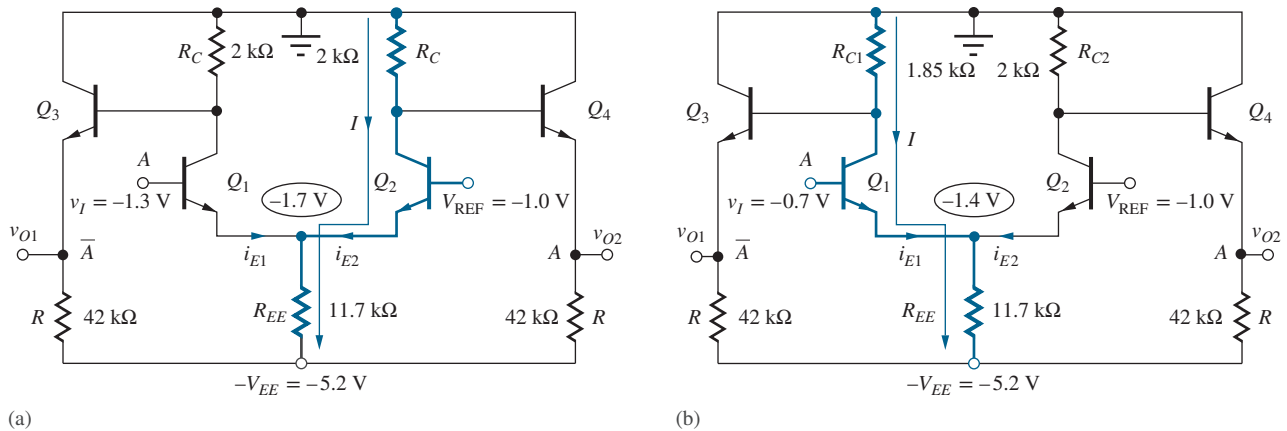 R_C
2 kΩ
2 kΩ
R_C
Q_3
I
Q_4
A
Q_1
Q_2
v_I = –1.3 V
–1.7 V
V_REF = –1.0 V
v_O1
A̅
i_E1
i_E2
A
v_O2
R
42 kΩ
R_EE
11.7 kΩ
42 kΩ
R
–V_EE = –5.2 V
(a)
R_C1
1.85 kΩ
2 kΩ
R_C2
Q_3
I
Q_4
A
Q_1
Q_2
v_I = –0.7 V
–1.4 V
V_REF = –1.0 V
v_O1
A̅
i_E1
i_E2
A
v_O2
R
42 kΩ
R_EE
11.7 kΩ
42 kΩ
R
–V_EE = –5.2 V
(b)